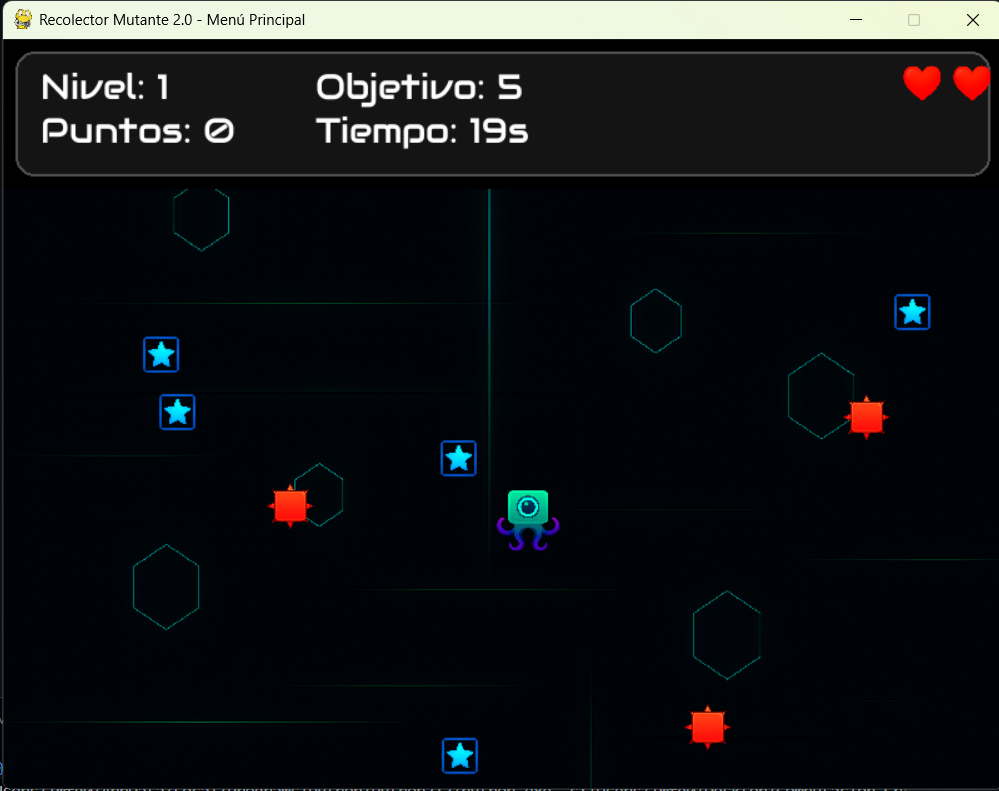 Recolector Mutante 2.0 - Menú Principal
Nivel: 1
Objetivo: 5
Puntos: 0
Tiempo: 19s